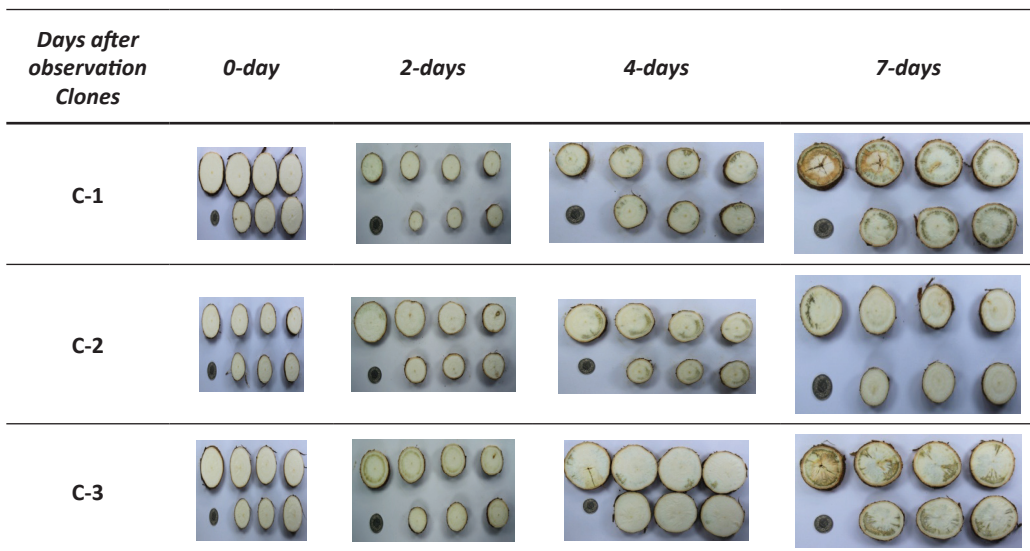 Days after
observation
Clones
0-day
2-days
4-days
7-days
C-1
C-2
C-3